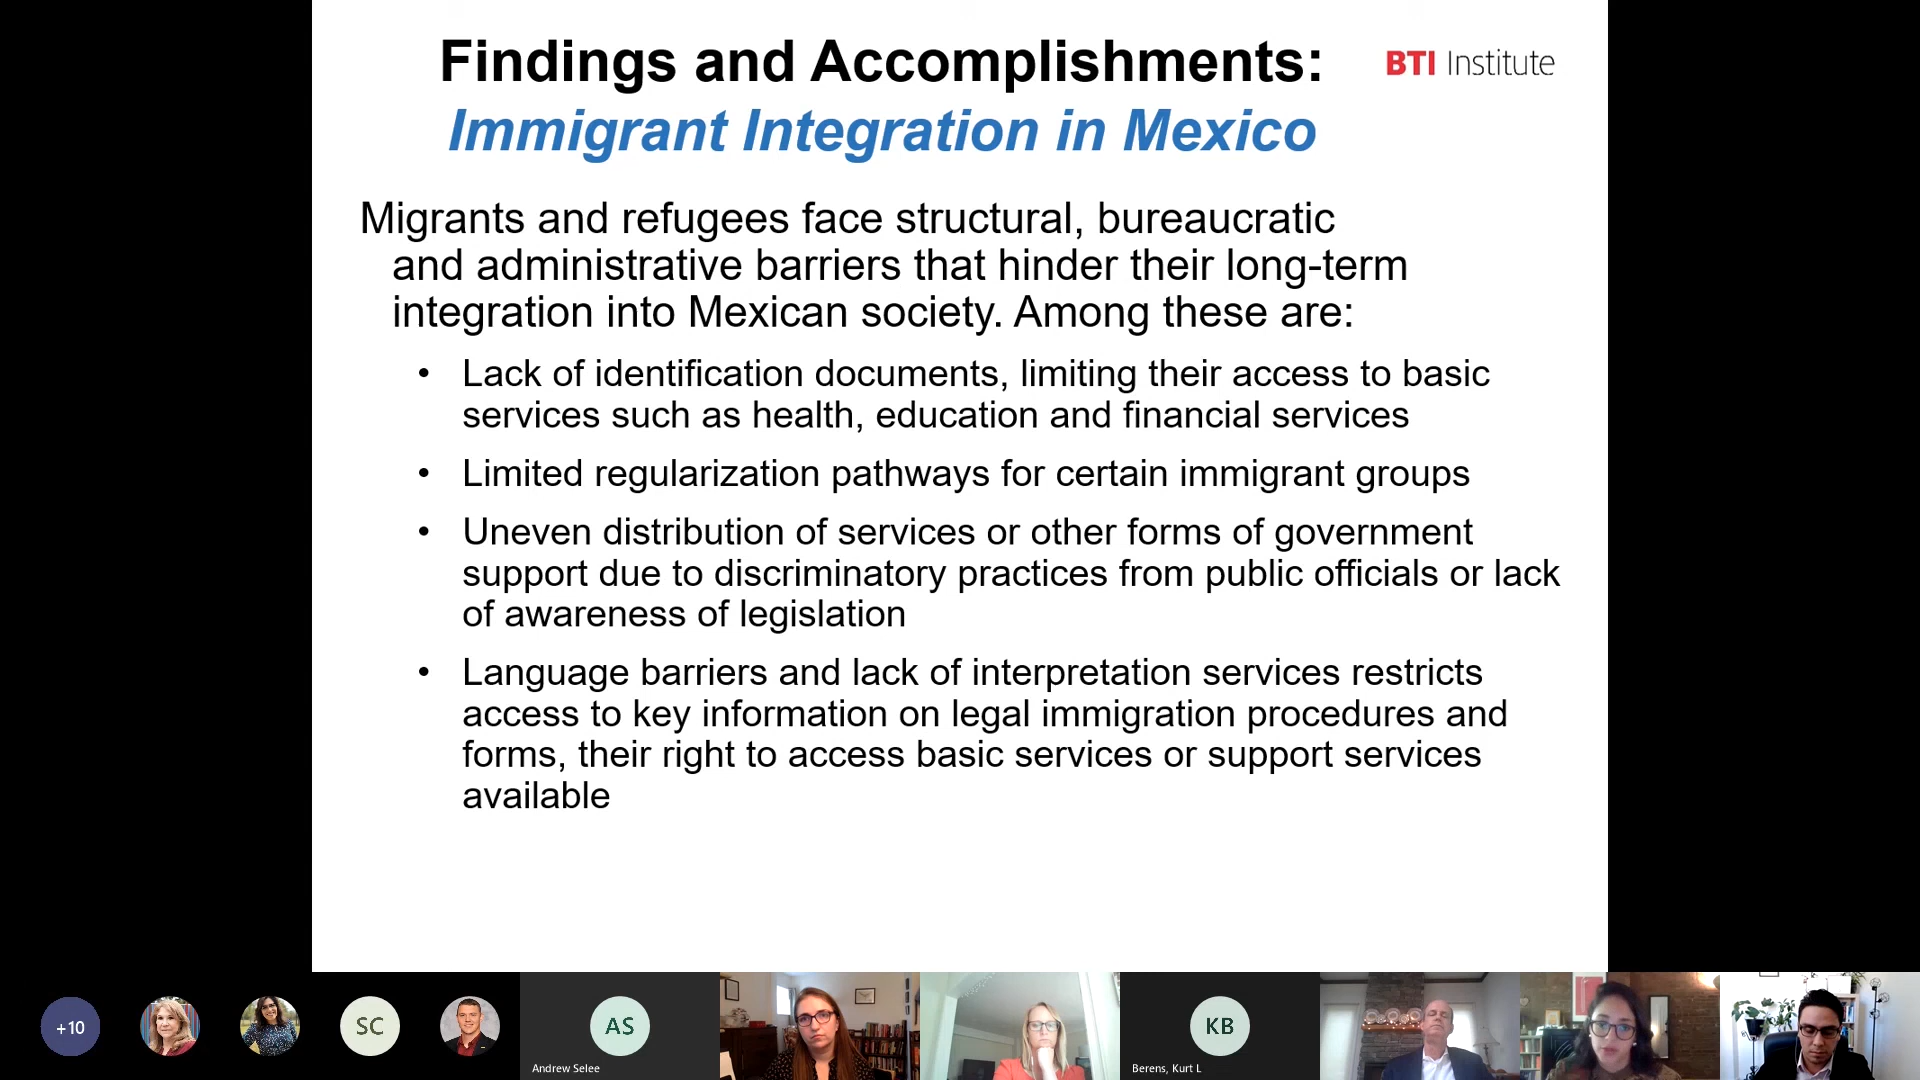 Findings and Accomplishments:
BTI Institute
Immigrant Integration in Mexico
Migrants and refugees face structural, bureaucratic
and administrative barriers that hinder their long-term
integration into Mexican society. Among these are:
• Lack of identification documents, limiting their access to basic
services such as health, education and financial services
• Limited regularization pathways for certain immigrant groups
• Uneven distribution of services or other forms of government
support due to discriminatory practices from public officials or lack
of awareness of legislation
• Language barriers and lack of interpretation services restricts
access to key information on legal immigration procedures and
forms, their right to access basic services or support services
available
+10
SC
AS
Andrew Selee
KB
Berens, Kurt L